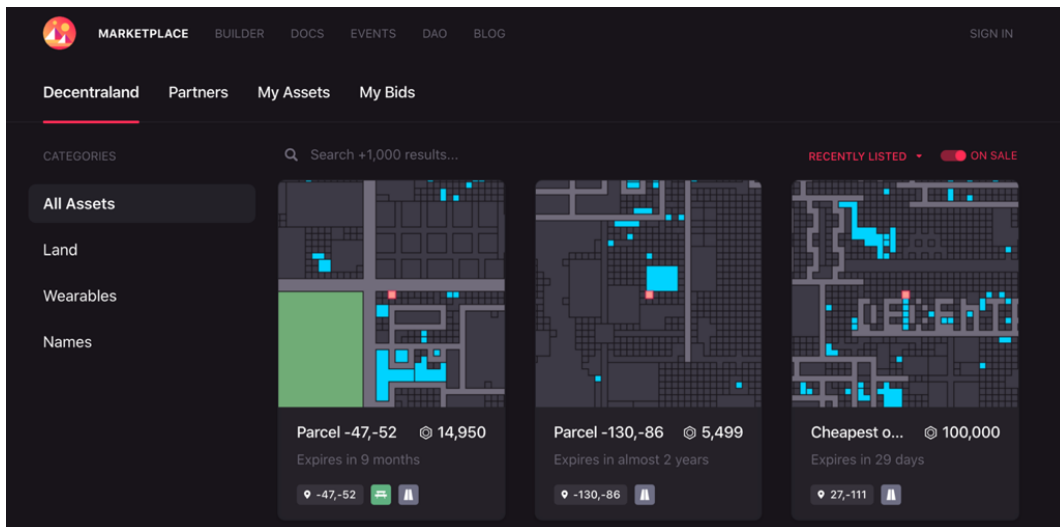 MARKETPLACE BUILDER DOCS EVENTS DAO BLOG SIGN IN
Decentraland Partners My Assets My Bids
CATEGORIES
Search +1,000 results...
RECENTLY LISTED ON SALE
All Assets
Land
Wearables
Names
Parcel -47,-52 14,950
Expires in 9 months
-47,-52
Parcel -130,-86 5,499
Expires in almost 2 years
-130,-86
Cheapest o... 100,000
Expires in 29 days
27,-111